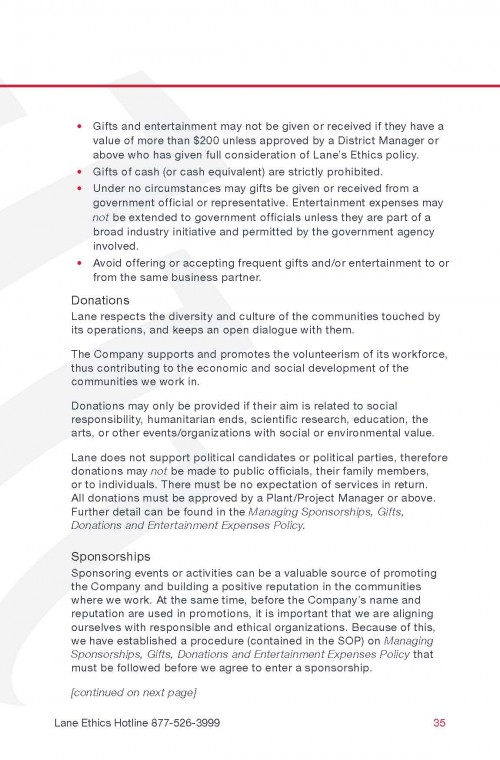 • Gifts and entertainment may not be given or received if they have a
value of more than $200 unless approved by a District Manager or
above who has given full consideration of Lane's Ethics policy.
• Gifts of cash (or cash equivalent) are strictly prohibited.
• Under no circumstances may gifts be given or received from a
government official or representative. Entertainment expenses may
not be extended to government officials unless they are part of a
broad industry initiative and permitted by the government agency
involved.
• Avoid offering or accepting frequent gifts and/or entertainment to or
from the same business partner.
Donations
Lane respects the diversity and culture of the communities touched by
its operations, and keeps an open dialogue with them.
The Company supports and promotes the volunteerism of its workforce,
thus contributing to the economic and social development of the
communities we work in.
Donations may only be provided if their aim is related to social
responsibility, humanitarian ends, scientific research, education, the
arts, or other events/organizations with social or environmental value.
Lane does not support political candidates or political parties, therefore
donations may not be made to public officials, their family members,
or to individuals. There must be no expectation of services in return.
All donations must be approved by a Plant/Project Manager or above.
Further detail can be found in the Managing Sponsorships, Gifts,
Donations and Entertainment Expenses Policy.
Sponsorships
Sponsoring events or activities can be a valuable source of promoting
the Company and building a positive reputation in the communities
where we work. At the same time, before the Company's name and
reputation are used in promotions, it is important that we are aligning
ourselves with responsible and ethical organizations. Because of this,
we have established a procedure (contained in the SOP) on Managing
Sponsorships, Gifts, Donations and Entertainment Expenses Policy that
must be followed before we agree to enter a sponsorship.
[continued on next page]
Lane Ethics Hotline 877-526-3999 35